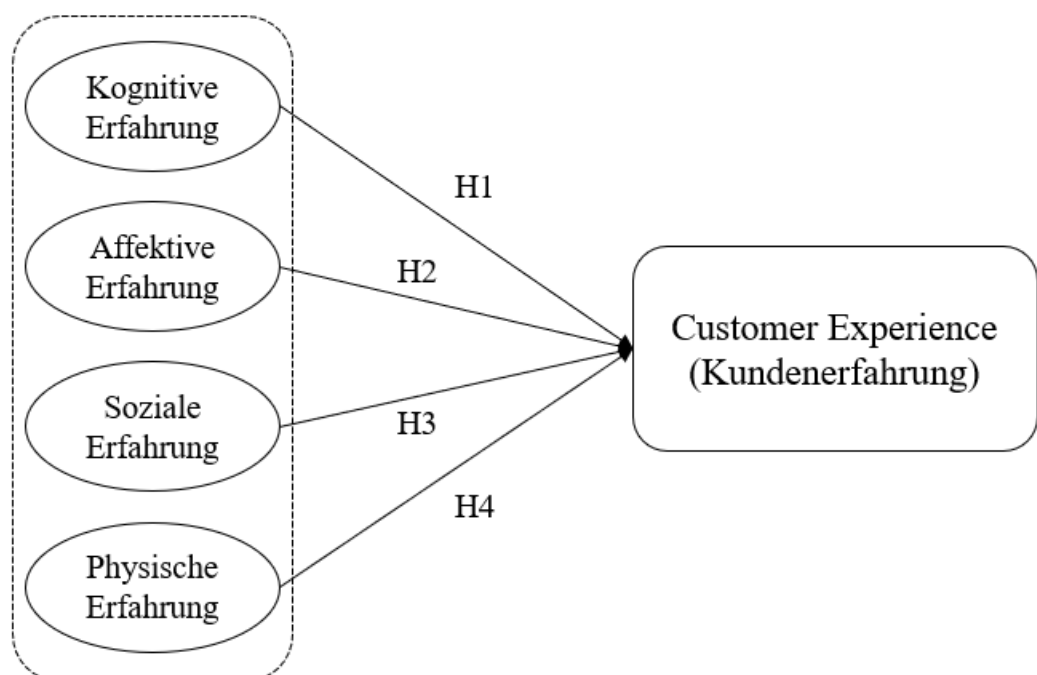 Kognitive
Erfahrung
H1
Affektive
Erfahrung
H2
Customer Experience
(Kundenerfahrung)
Soziale
Erfahrung
H3
H4
Physische
Erfahrung